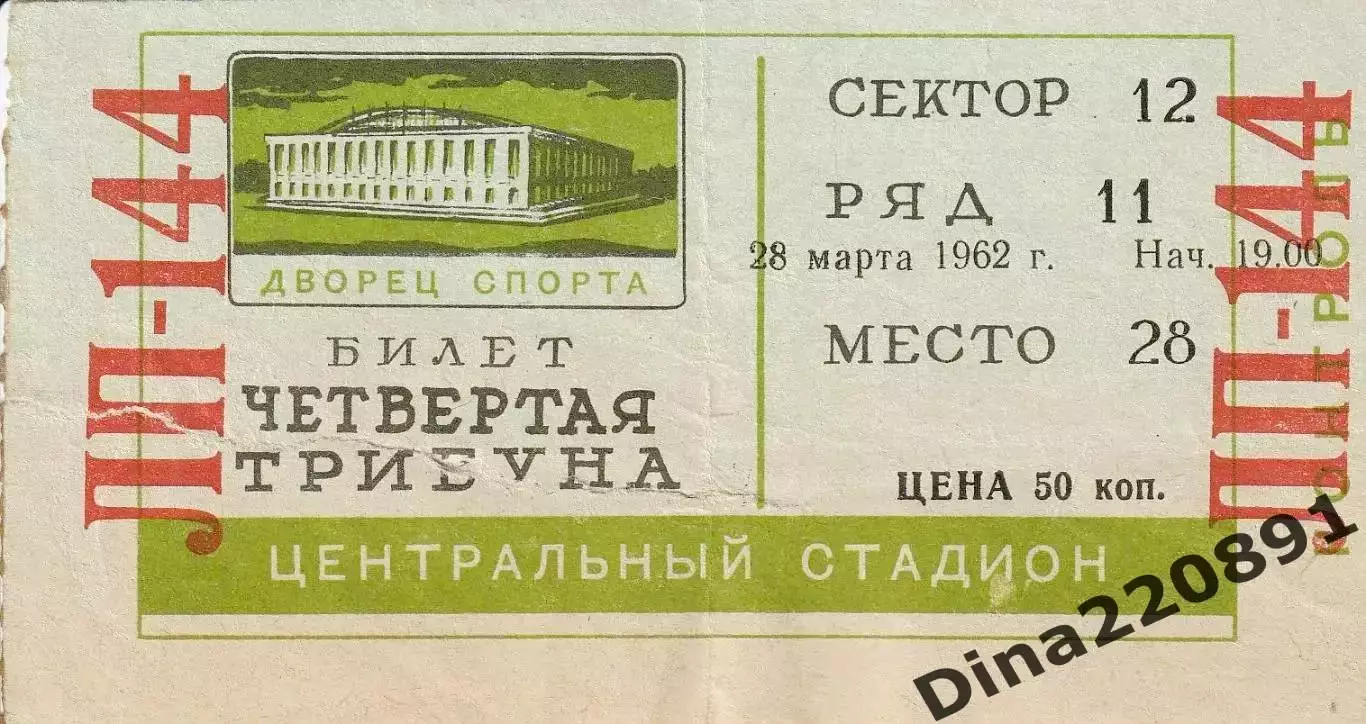 ЛП-144
ДВОРЕЦ СПОРТА
БИЛЕТ
ЧЕТВЕРТАЯ
ТРИБУНА
СЕКТОР 12
РЯД 11
28 марта 1962 г. Нач. 19.00
МЕСТО 28
ЦЕНА 50 коп.
ЦЕНТРАЛЬНЫЙ СТАДИОН
ЛП-144
КОНТРОЛЬ
Dina220891